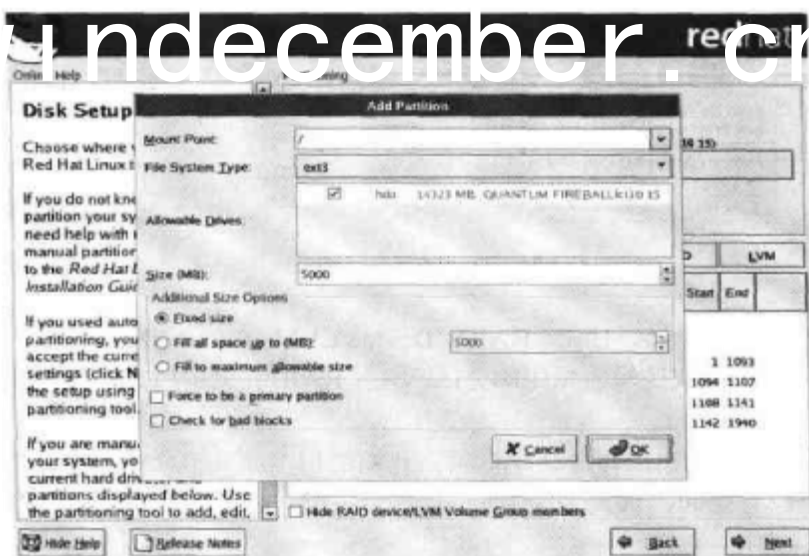 undecember.cn
redhat
Online Help
Disk Setup
Choose where
Red Hat Linux
If you do not kne
partition your sy
need help with
manual partition
to the Red Hat
Installation Guid
If you used auto
partitioning, you
accept the curre
settings (click N
the setup using
partitioning tool.
If you are manu
your system, yo
current hard
partitions displayed below. Use
the partitioning tool to add, edit,
Add Partition
Mount Point:
/
File System Type:
ext3
Allowable Drives:
hda 14323 MB QUANTUM
Size (MB):
5000
Additional Size Options
Fixed size
Fill all space up to (MB):
5000
Fill to maximum allowable size
Force to be a primary partition
Check for bad blocks
Cancel
OK
LVM
Start End
1 1093
1094 1107
1108 1141
1142 1940
Hide RAID device/LVM Volume Group members
Hide Help
Release Notes
Back
Next